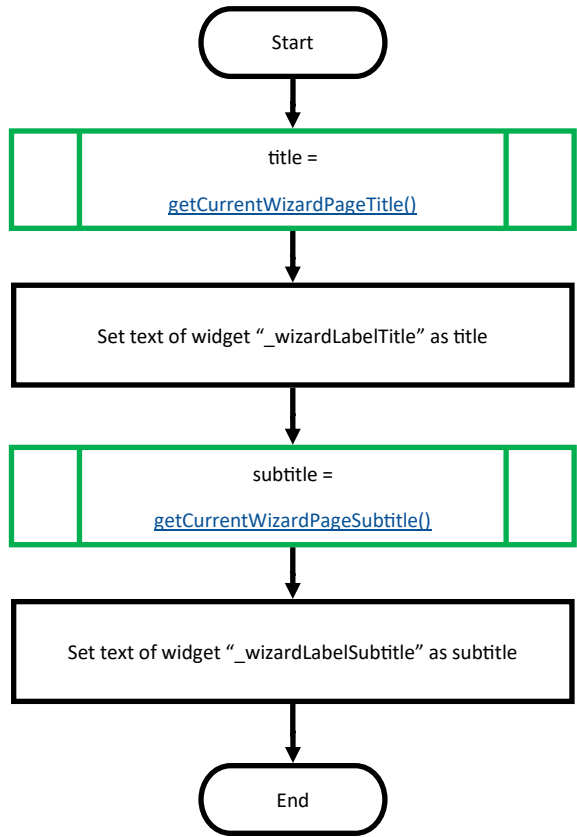 Start
title =
getCurrentWizardPageTitle()
Set text of widget “_wizardLabelTitle” as title
subtitle =
getCurrentWizardPageSubtitle()
Set text of widget “_wizardLabelSubtitle” as subtitle
End